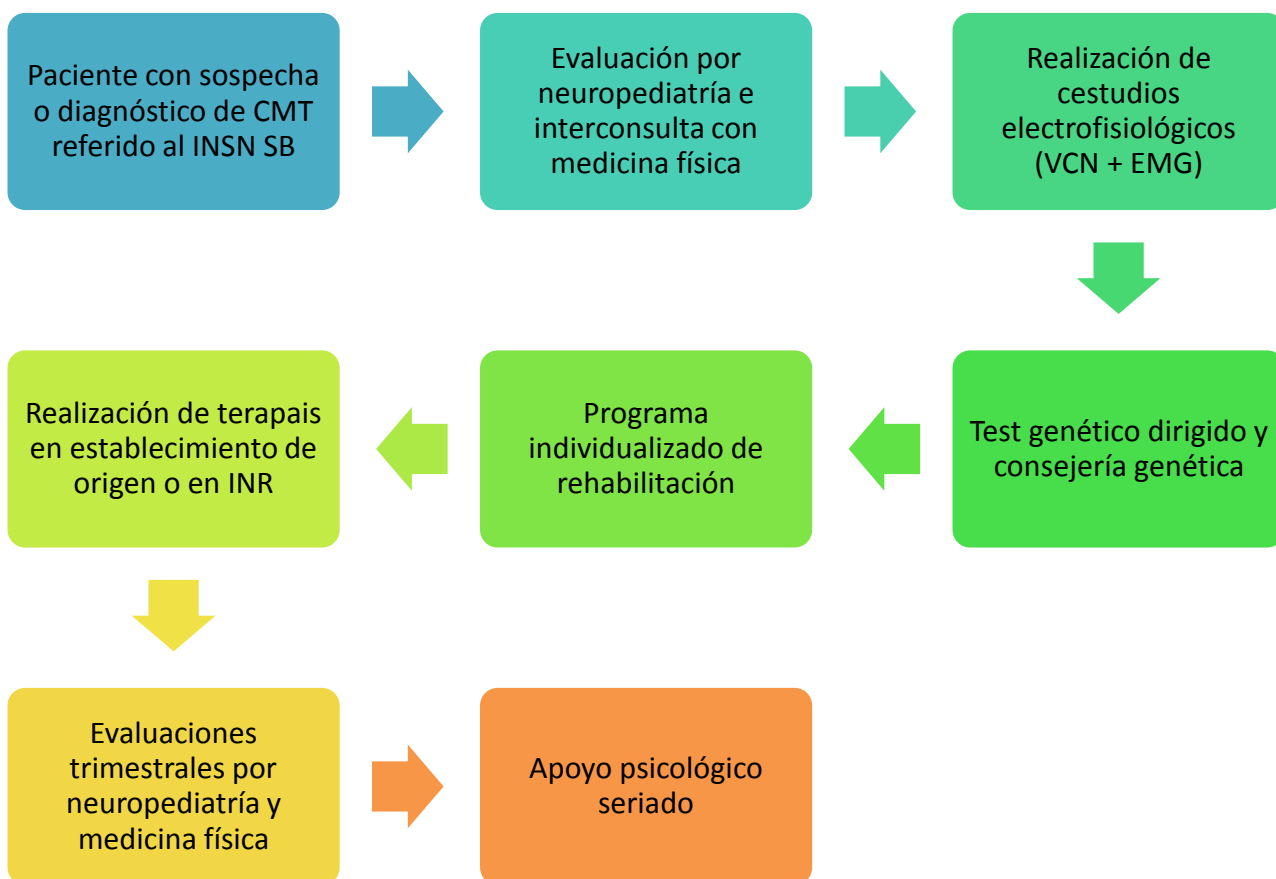 Paciente con sospecha
o diagnóstico de CMT
referido al INSN SB
Evaluación por
neuropediatría e
interconsulta con
medicina física
Realización de
cestudios
electrofisiológicos
(VCN + EMG)
Test genético dirigido y
consejería genética
Programa
individualizado de
rehabilitación
Realización de terapais
en establecimiento de
origen o en INR
Evaluaciones
trimestrales por
neuropediatría y
medicina física
Apoyo psicológico
seriado